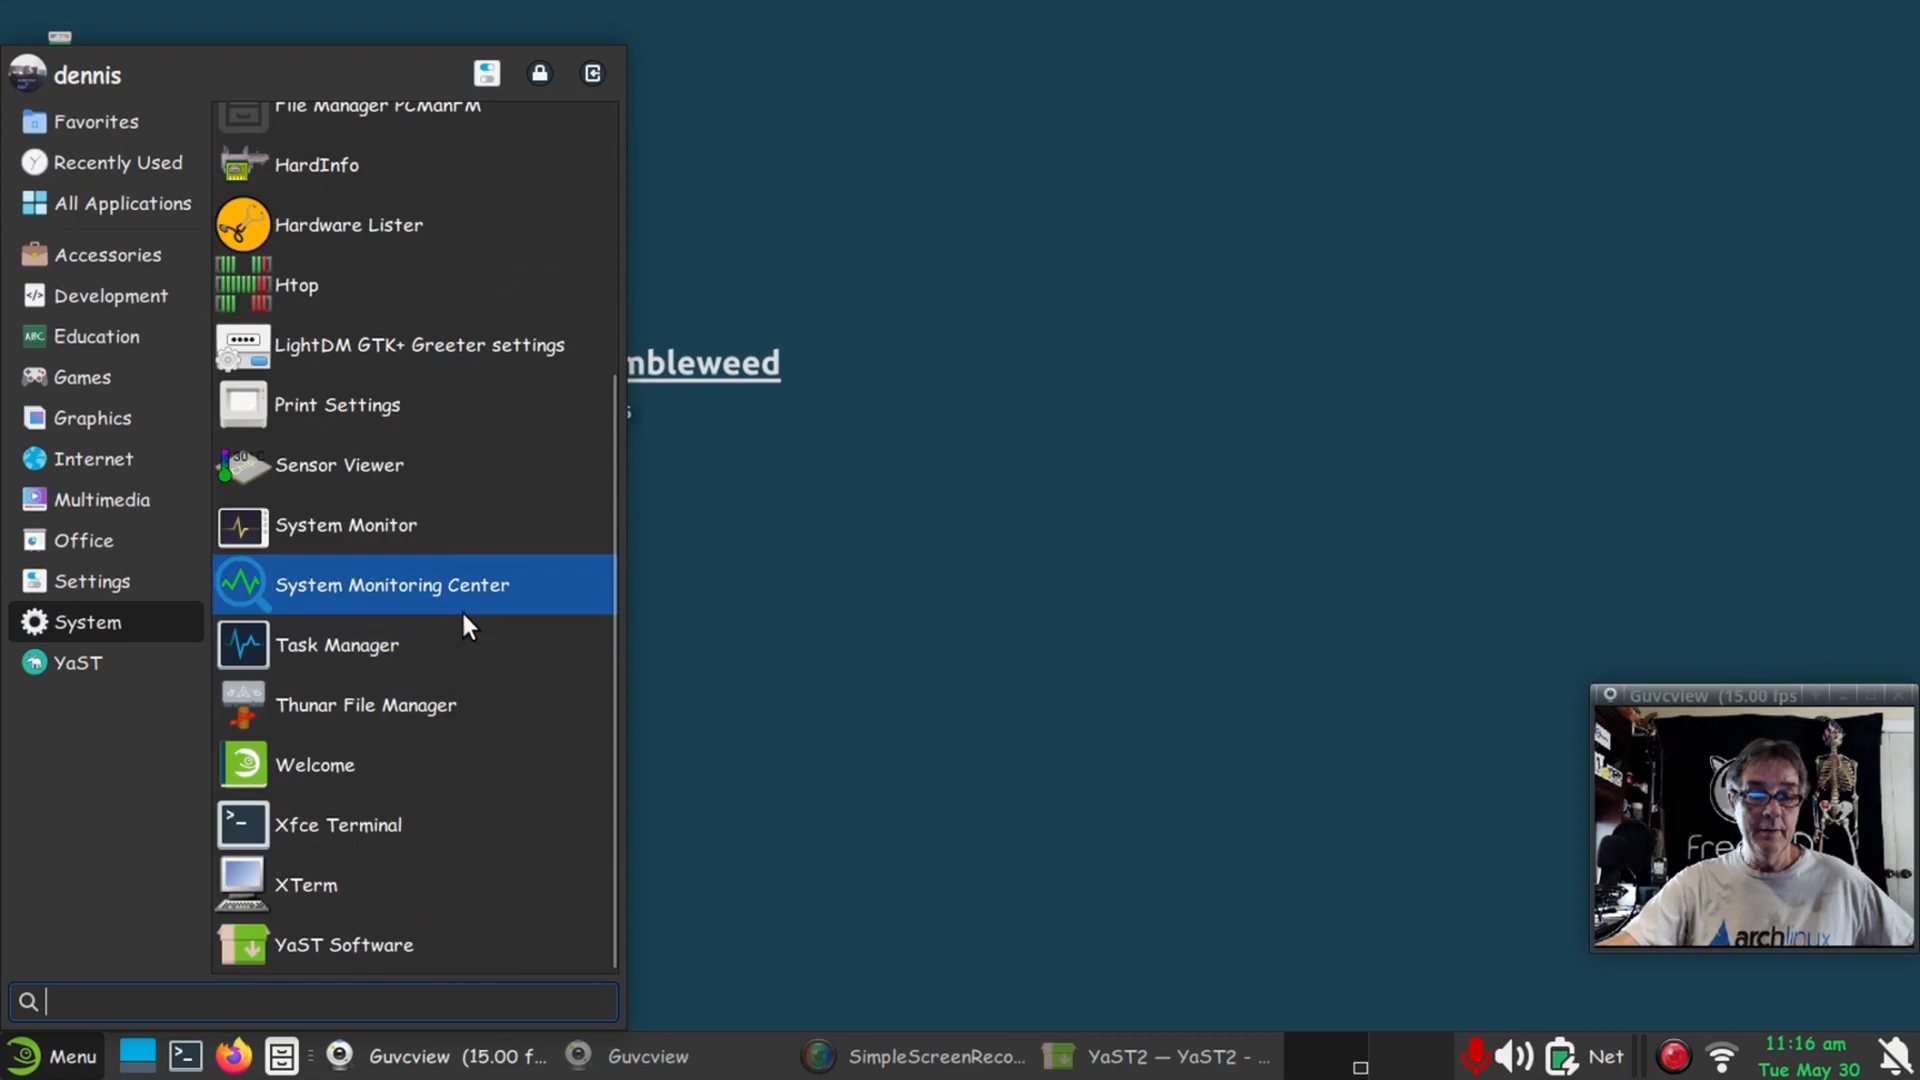 dennis
Favorites
Recently Used
All Applications
Accessories
Development
Education
Games
Graphics
Internet
Multimedia
Office
Settings
System
YaST
File Manager PCManFM
HardInfo
Hardware Lister
Htop
LightDM GTK+ Greeter settings
Print Settings
Sensor Viewer
System Monitor
System Monitoring Center
Task Manager
Thunar File Manager
Welcome
Xfce Terminal
XTerm
YaST Software
mbleweed
Guvcview (15.00 fps
Free
archlinux
Menu
Guvcview (15.00 f...
Guvcview
SimpleScreenReco...
YaST2 — YaST2 - ...
Net
11:16 am
Tue May 30